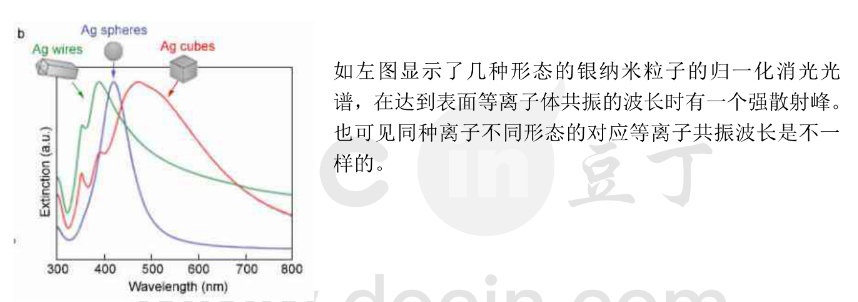 b
Ag spheres
Ag wires
Ag cubes
Extinction (a.u.)
300 400 500 600 700 800
Wavelength (nm)
如左图显示了几种形态的银纳米粒子的归一化消光光
谱，在达到表面等离子体共振的波长时有一个强散射峰。
也可见同种离子不同形态的对应等离子共振波长是不一
样的。
in 豆丁
www.docin.com